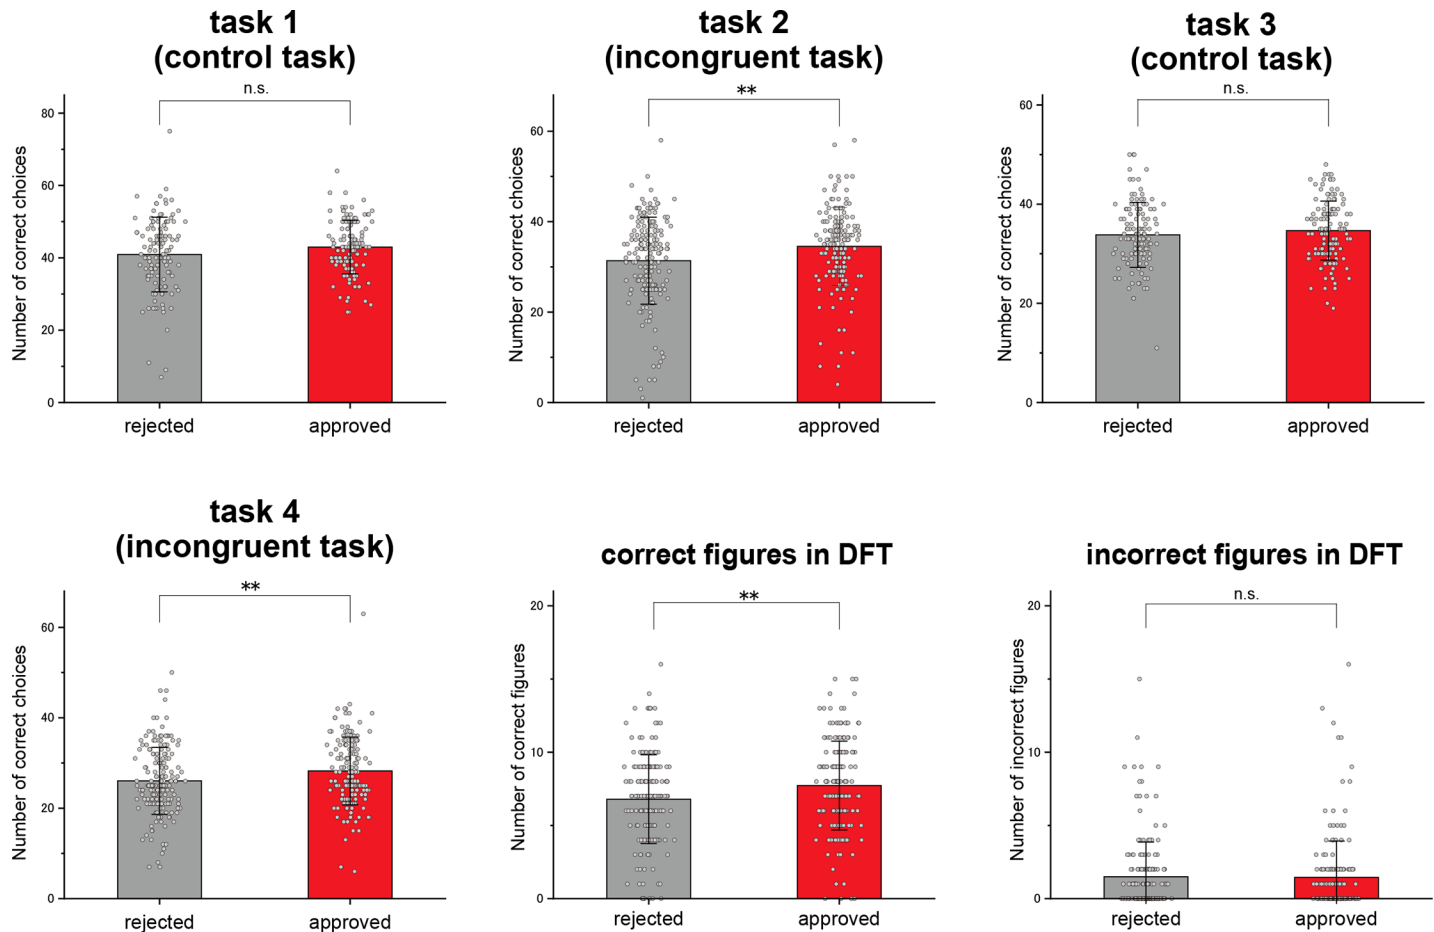 task 1
(control task)
n.s.
Number of correct choices
80
60
40
20
0
rejected
approved
task 2
(incongruent task)
**
Number of correct choices
60
40
20
0
rejected
approved
task 3
(control task)
n.s.
Number of correct choices
60
40
20
0
rejected
approved
task 4
(incongruent task)
**
Number of correct choices
60
40
20
0
rejected
approved
correct figures in DFT
**
Number of correct figures
20
10
0
rejected
approved
incorrect figures in DFT
n.s.
Number of incorrect figures
20
10
0
rejected
approved